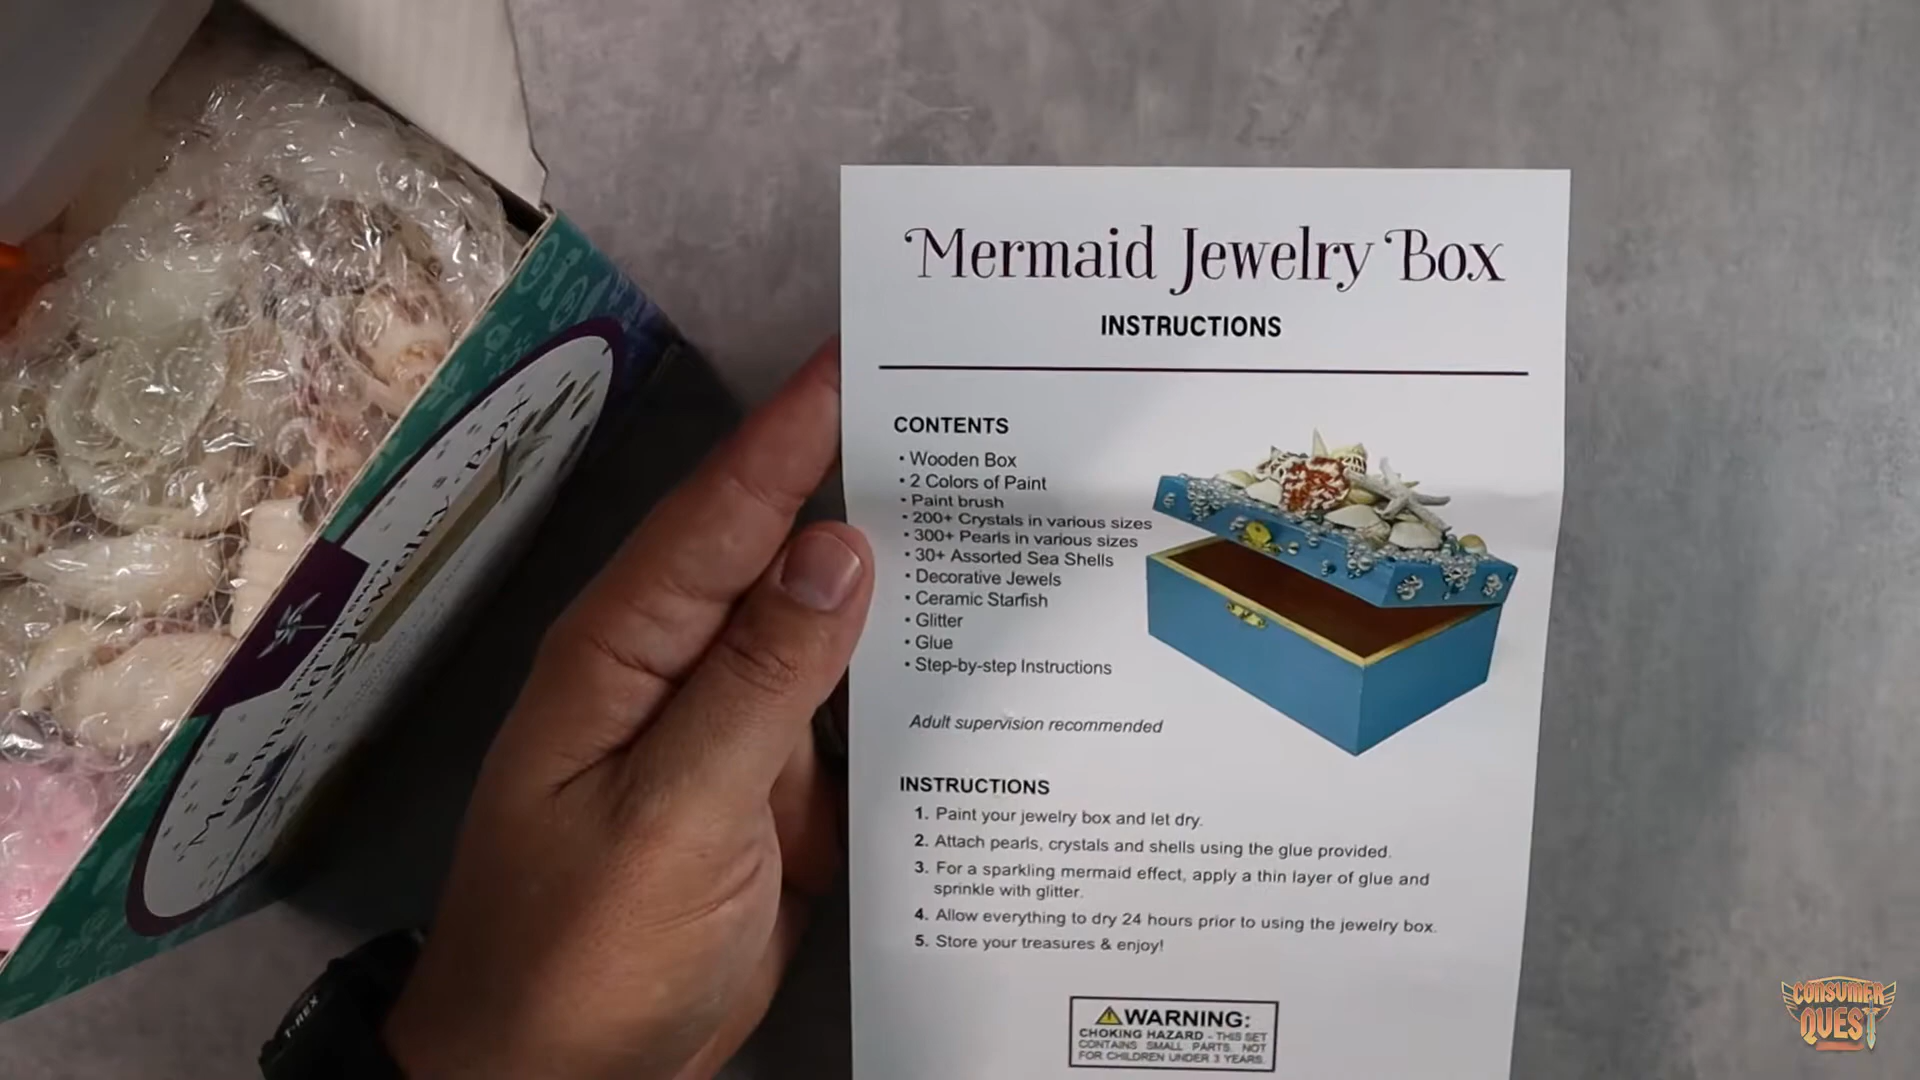 Mermaid Jewelry Box
INSTRUCTIONS
CONTENTS
• Wooden Box
• 2 Colors of Paint
• Paint brush
• 200+ Crystals in various sizes
• 300+ Pearls in various sizes
• 30+ Assorted Sea Shells
• Decorative Jewels
• Ceramic Starfish
• Glitter
• Glue
• Step-by-step Instructions
Adult supervision recommended
INSTRUCTIONS
1. Paint your jewelry box and let dry.
2. Attach pearls, crystals and shells using the glue provided.
3. For a sparkling mermaid effect, apply a thin layer of glue and
sprinkle with glitter.
4. Allow everything to dry 24 hours prior to using the jewelry box.
5. Store your treasures & enjoy!
WARNING:
CHOKING HAZARD - THIS SET
CONTAINS SMALL PARTS. NOT
FOR CHILDREN UNDER 3 YEARS.
Mermaid Jewelry Box
T-REX
CONSUMER
QUEST